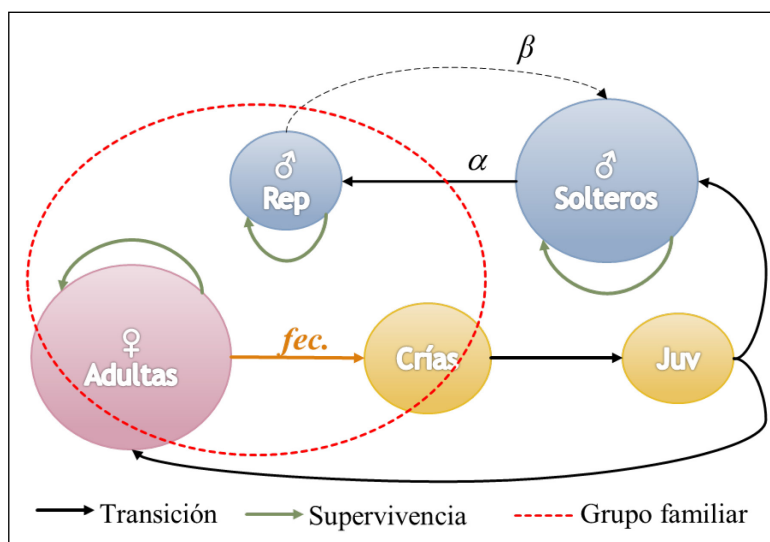 β
♂
Rep
α
♂
Solteros
♀
Adultas
fec.
Crías
Juv
Transición
Supervivencia
Grupo familiar